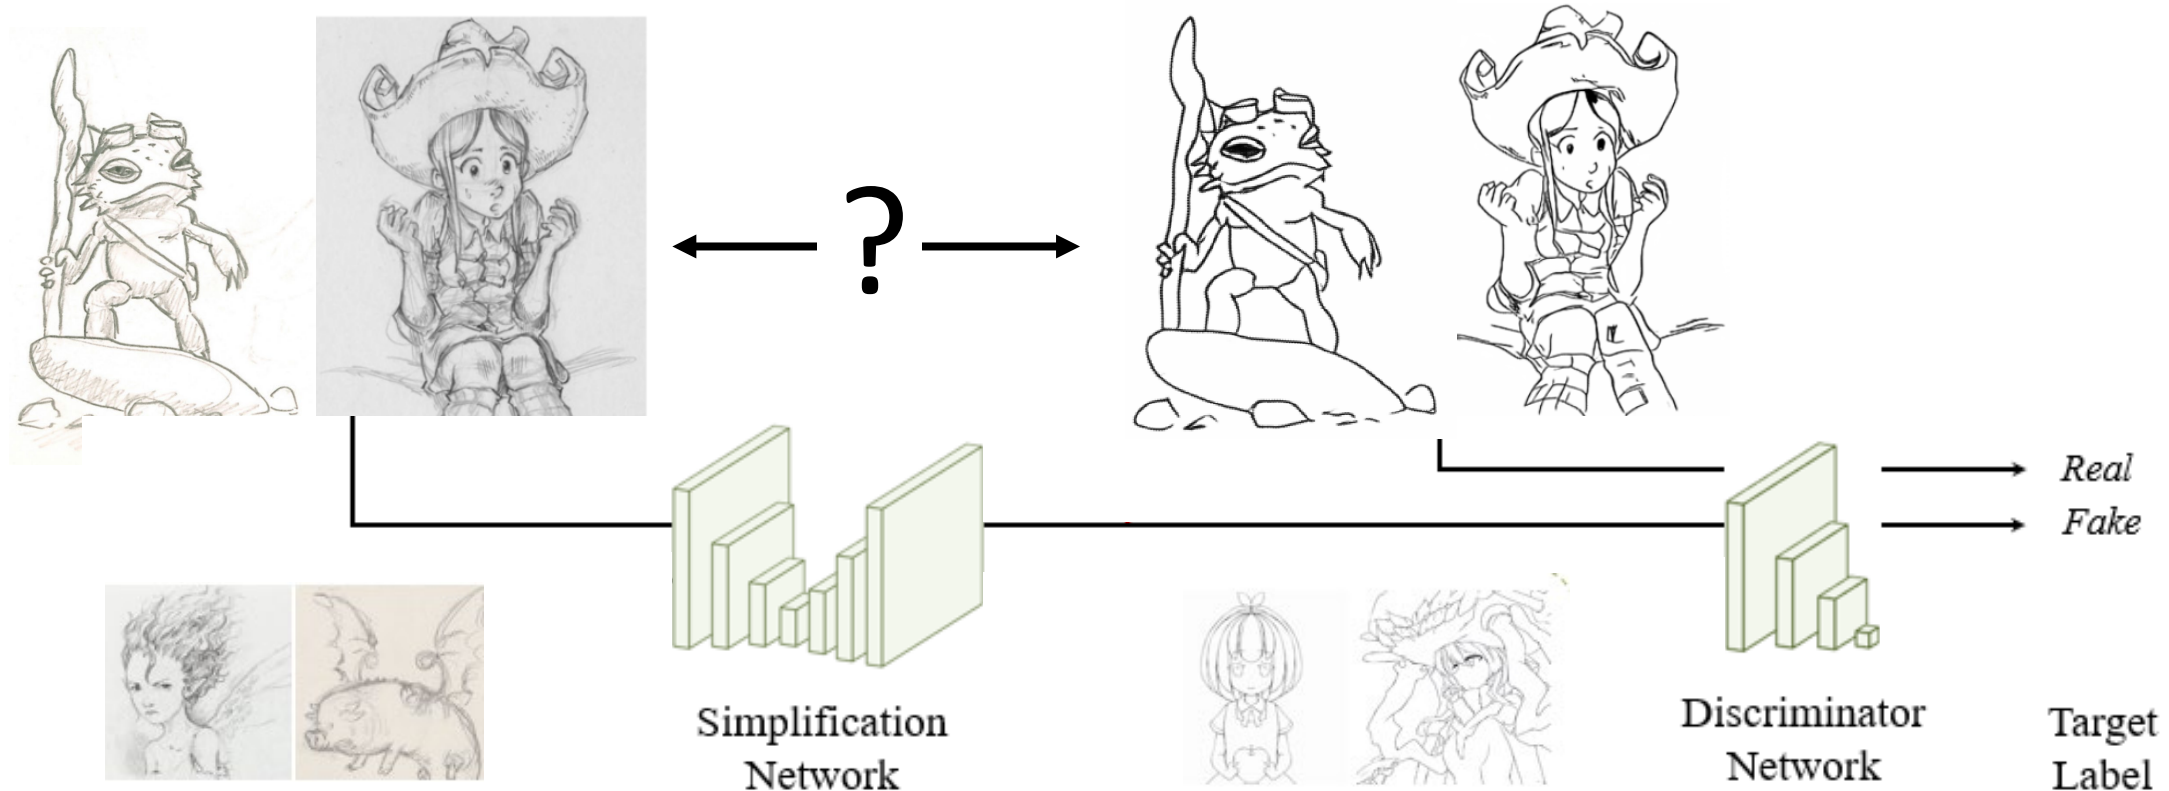 ?
Real
Fake
Simplification
Network
Discriminator
Network
Target
Label